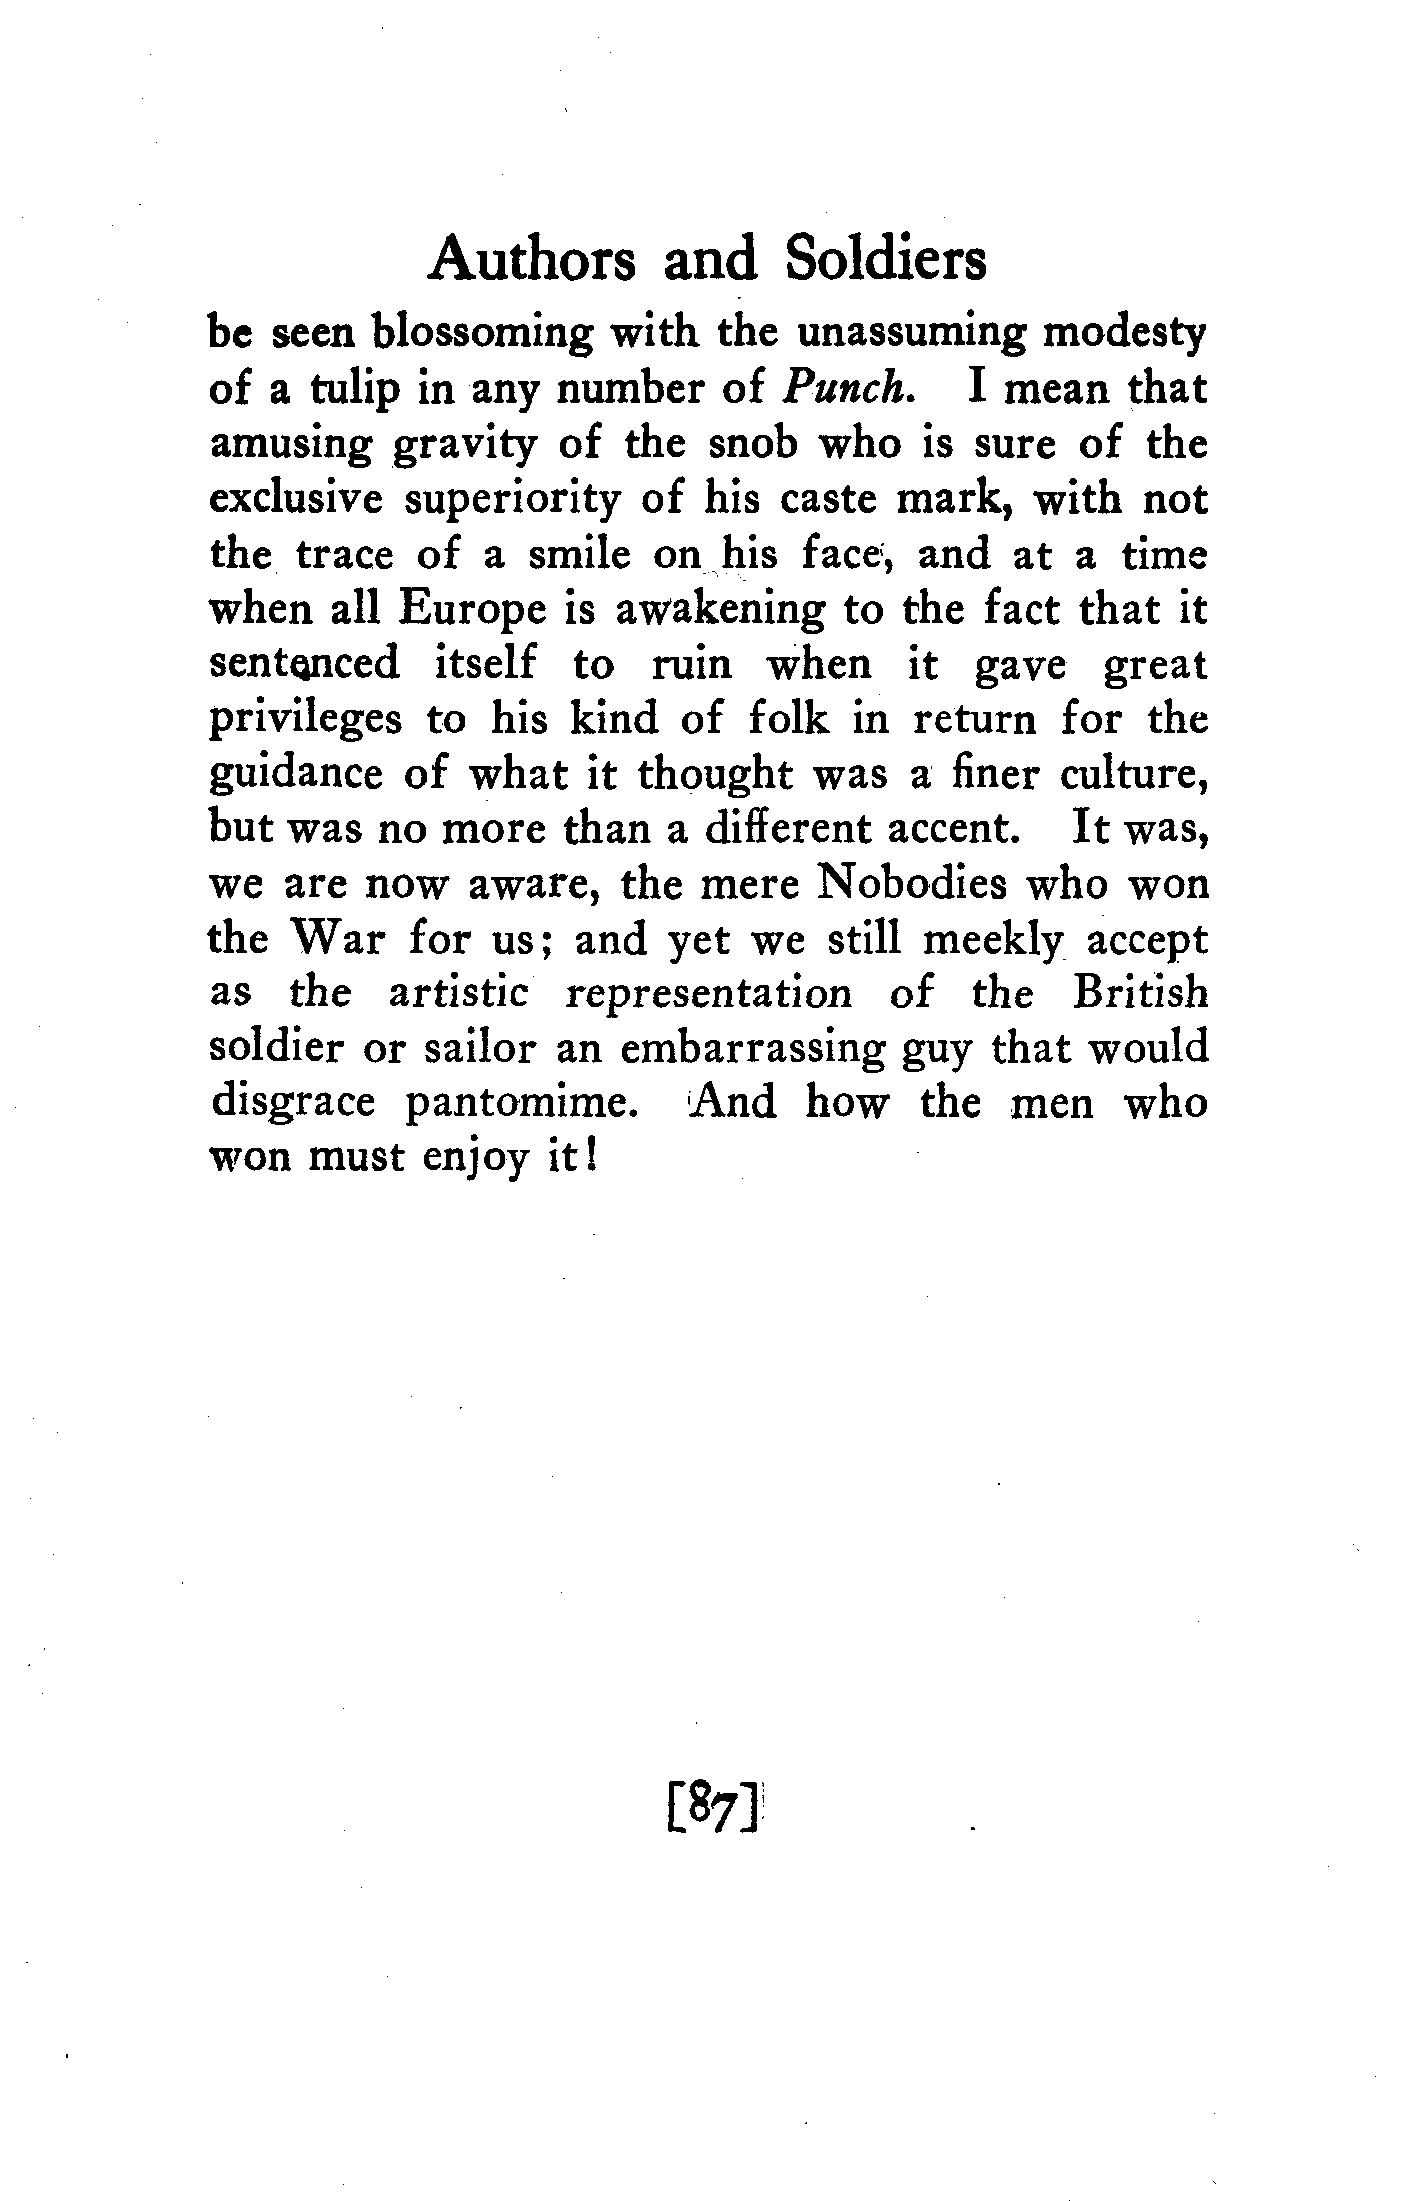 Authors and Soldiers
be seen blossoming with the unassuming modesty
of a tulip in any number of Punch. I mean that
amusing gravity of the snob who is sure of the
exclusive superiority of his caste mark, with not
the trace of a smile on his face, and at a time
when all Europe is awakening to the fact that it
sentenced itself to ruin when it gave great
privileges to his kind of folk in return for the
guidance of what it thought was a finer culture,
but was no more than a different accent. It was,
we are now aware, the mere Nobodies who won
the War for us; and yet we still meekly accept
as the artistic representation of the British
soldier or sailor an embarrassing guy that would
disgrace pantomime. And how the men who
won must enjoy it!
[87]